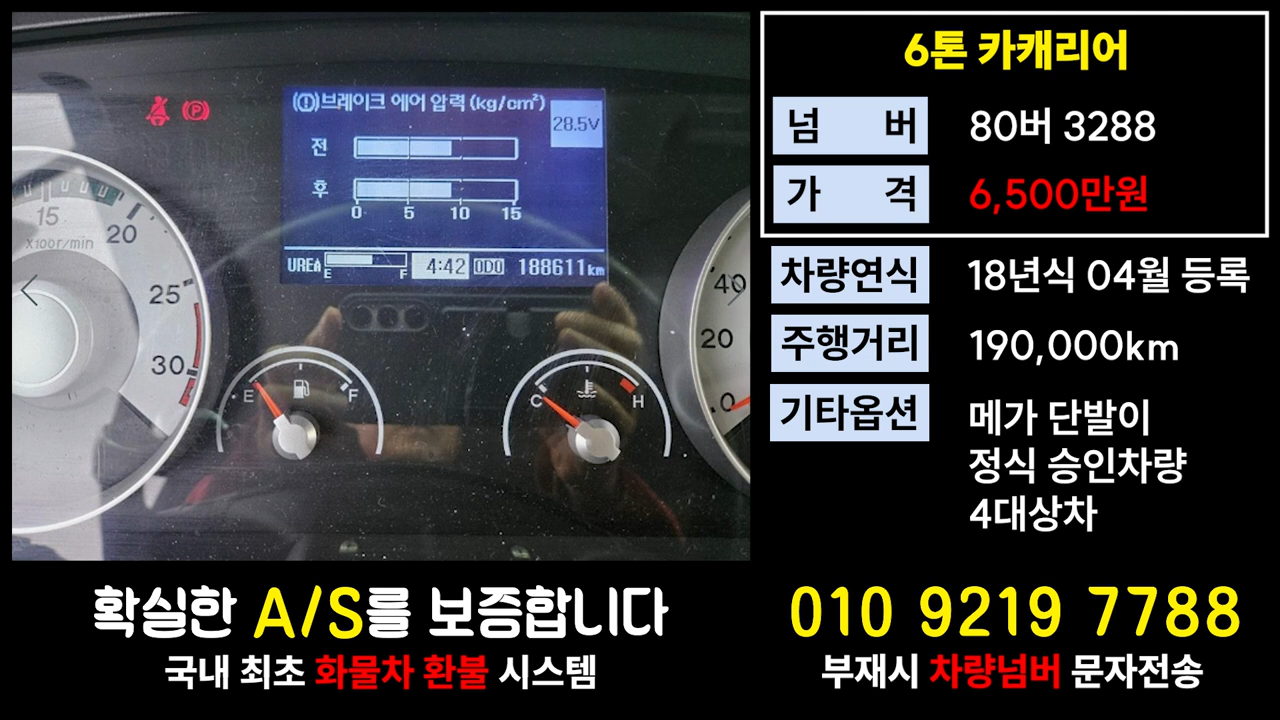 (!)브레이크 에어 압력(kg/cm²)
28.5V
전
후
0 5 10 15
UREA E F 4:42 ODO 188611km
15
20
X100r/min
25
30
E F
C H
40
20
0
6톤 카캐리어
넘 버 80버 3288
가 격 6,500만원
차량연식 18년식 04월 등록
주행거리 190,000km
기타옵션 메가 단발이
정식 승인차량
4대상차
확실한 A/S를 보증합니다
국내 최초 화물차 환불 시스템
010 9219 7788
부재시 차량넘버 문자전송